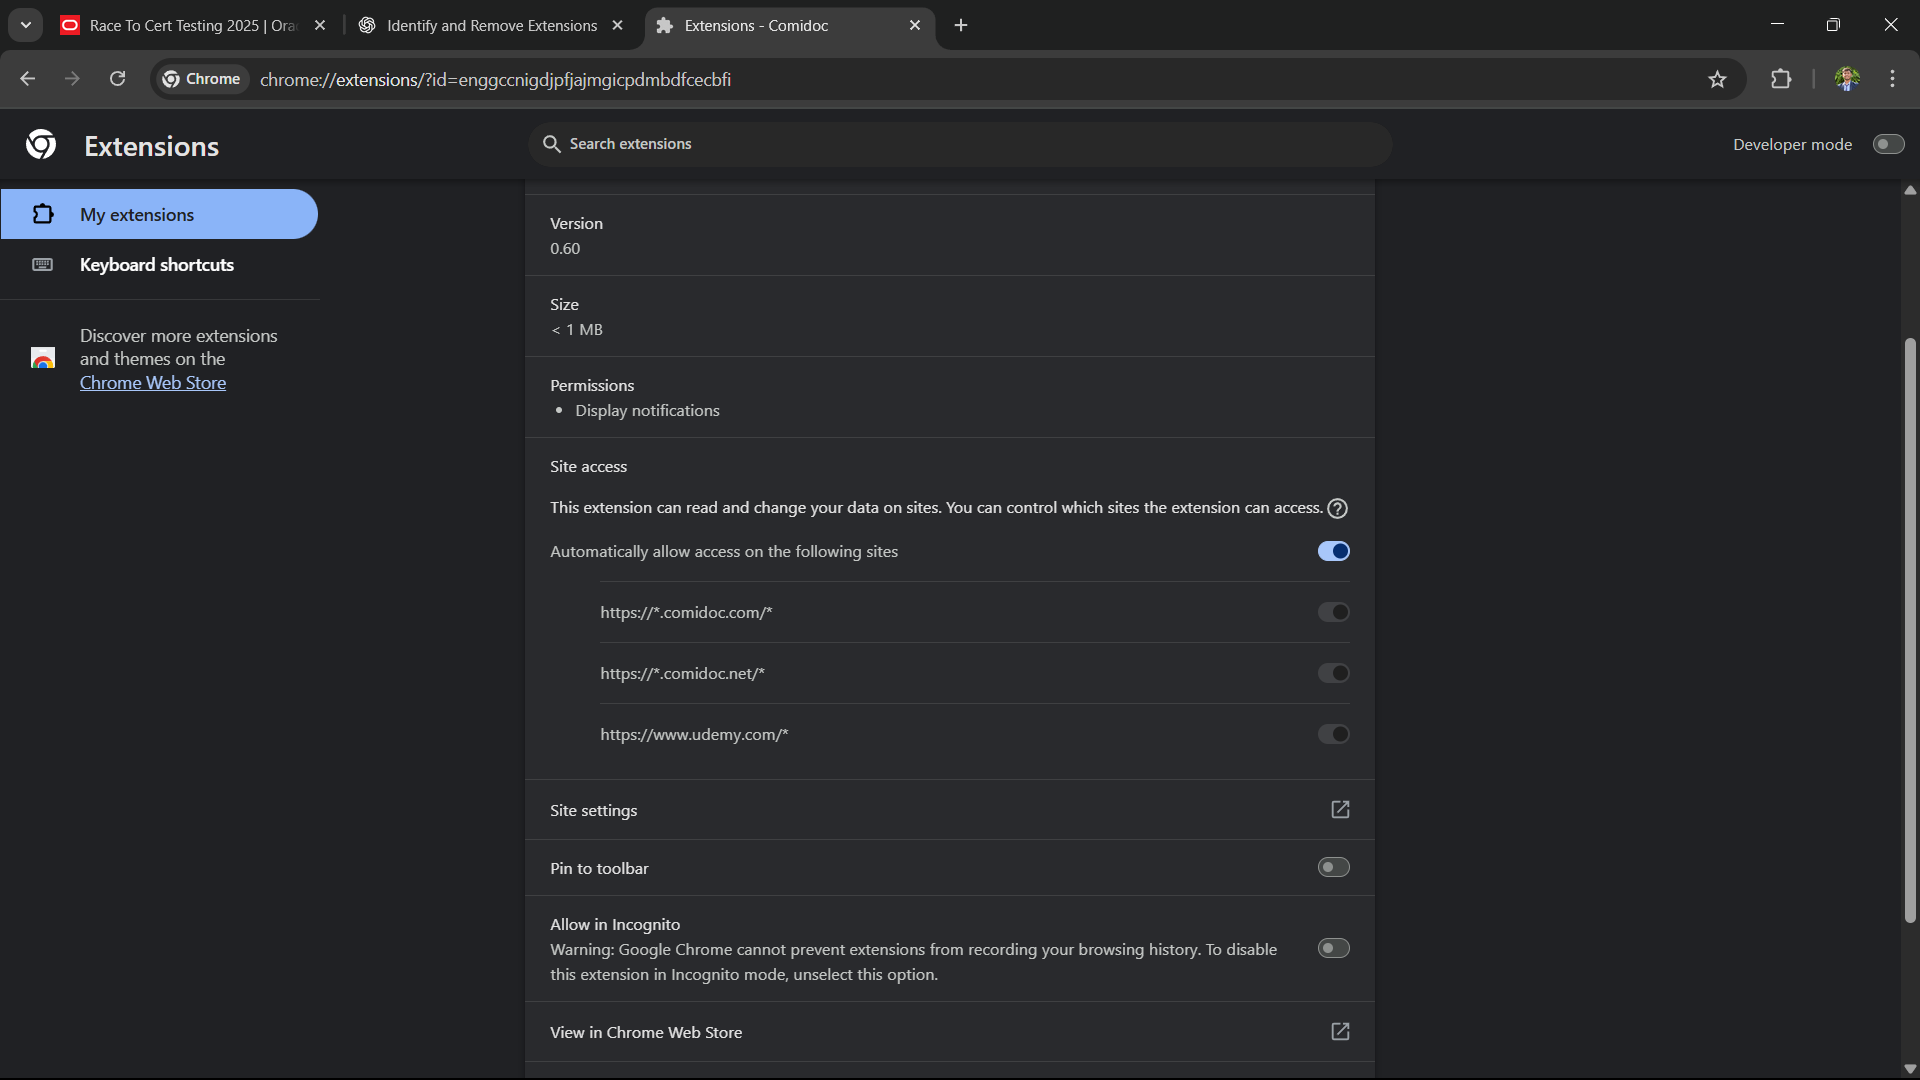 Race To Cert Testing 2025 | Ora
Identify and Remove Extensions
Extensions - Comidoc
Chrome
chrome://extensions/?id=enggccnigdjpfjajmgicpdmbdfcecbfi
Extensions
Search extensions
Developer mode
My extensions
Keyboard shortcuts
Discover more extensions
and themes on the
Chrome Web Store
Version
0.60
Size
< 1 MB
Permissions
• Display notifications
Site access
This extension can read and change your data on sites. You can control which sites the extension can access.
Automatically allow access on the following sites
https://*.comidoc.com/*
https://*.comidoc.net/*
https://www.udemy.com/*
Site settings
Pin to toolbar
Allow in Incognito
Warning: Google Chrome cannot prevent extensions from recording your browsing history. To disable
this extension in Incognito mode, unselect this option.
View in Chrome Web Store